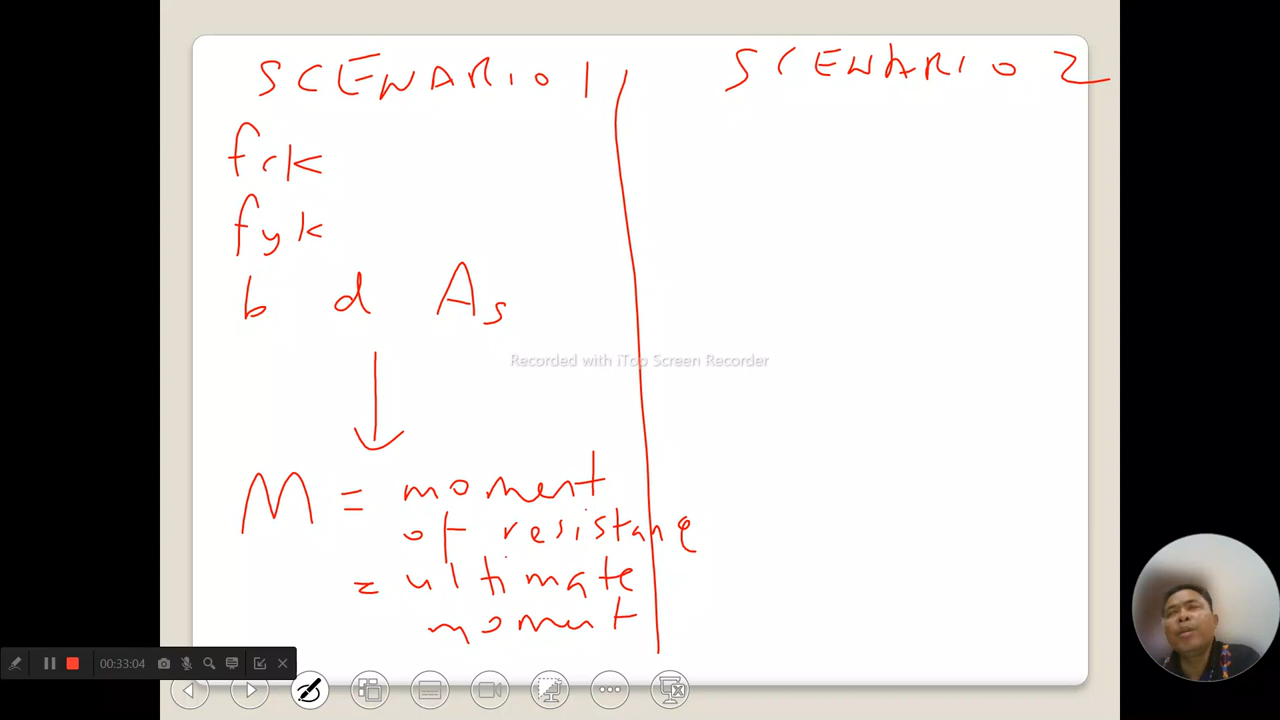 SCENARIO 1
SCENARIO 2
fck
fyk
b d As
Recorded with iTop Screen Recorder
M = moment
of resistance
= ultimate
moment
00:33:04